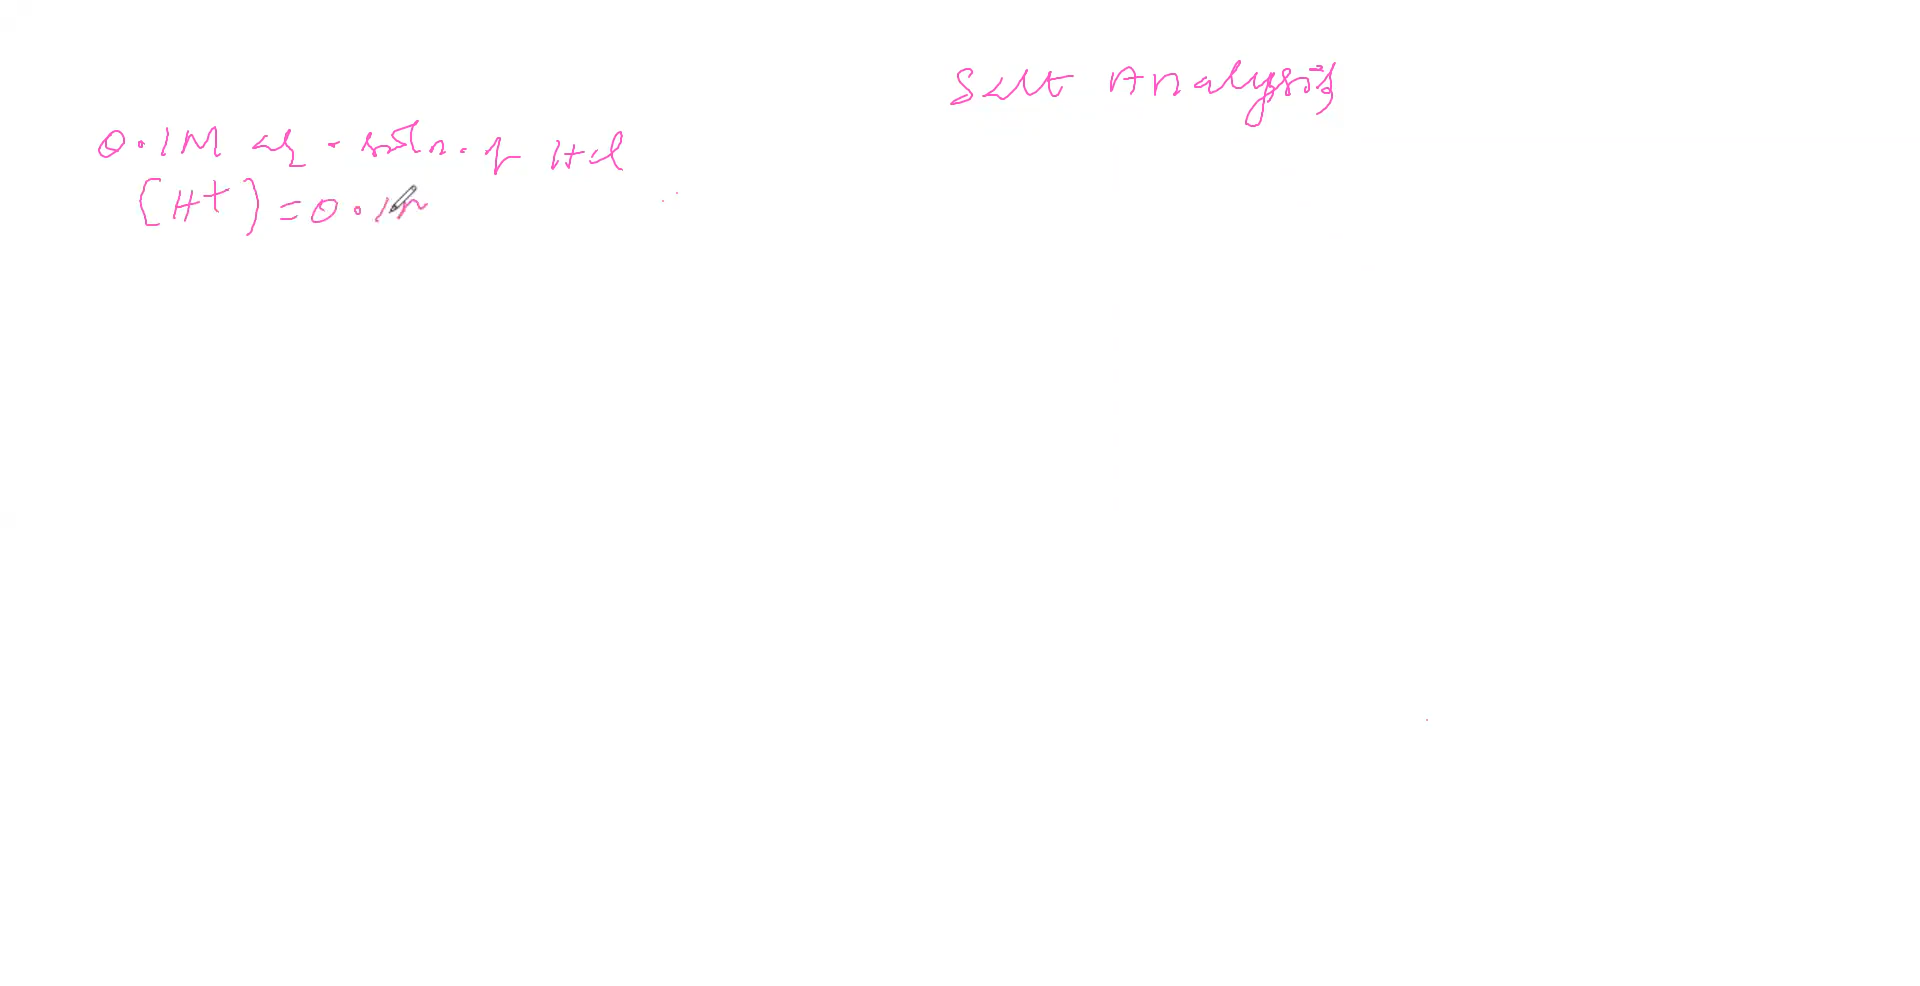 Salt Analysis
0.1M aq. soln. of HCl
[H+] = 0.1M